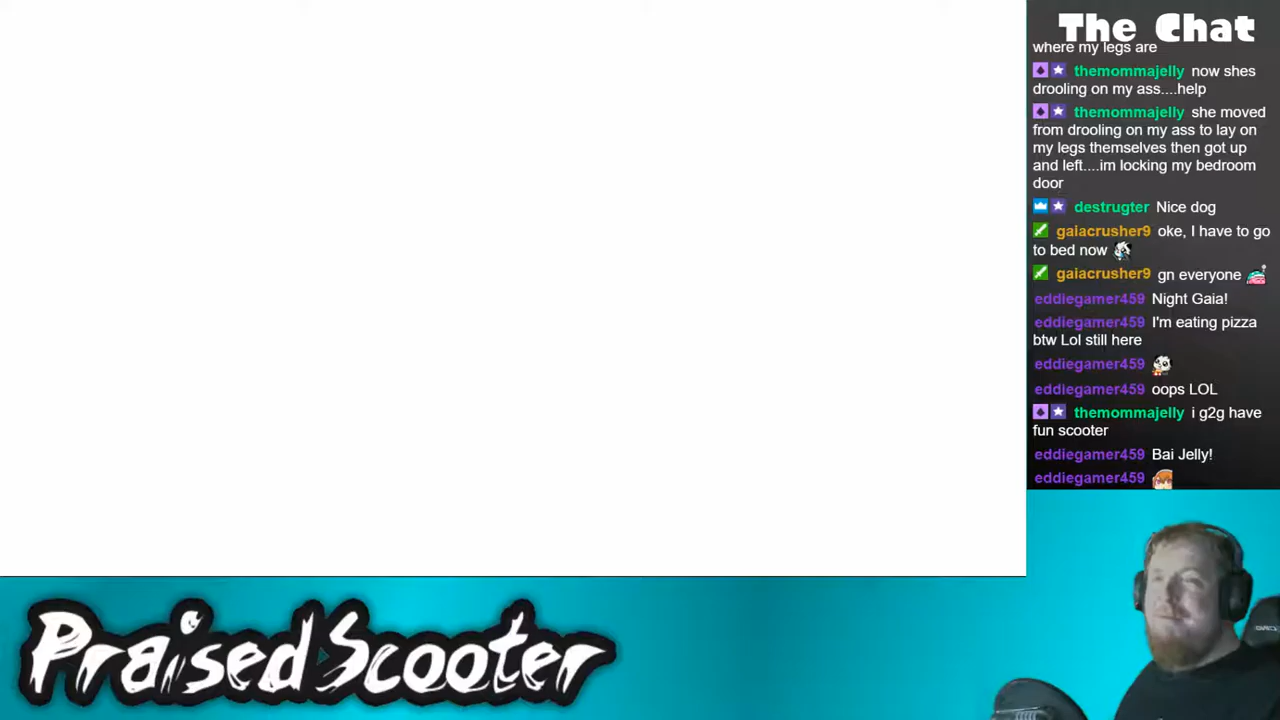 The Chat
where my legs are
themommajelly now shes
drooling on my ass....help
themommajelly she moved
from drooling on my ass to lay on
my legs themselves then got up
and left....im locking my bedroom
door
destrugter Nice dog
gaiacrusher9 oke, I have to go
to bed now
gaiacrusher9 gn everyone
eddiegamer459 Night Gaia!
eddiegamer459 I'm eating pizza
btw Lol still here
eddiegamer459
eddiegamer459 oops LOL
themommajelly i g2g have
fun scooter
eddiegamer459 Bai Jelly!
eddiegamer459
PraisedScooter